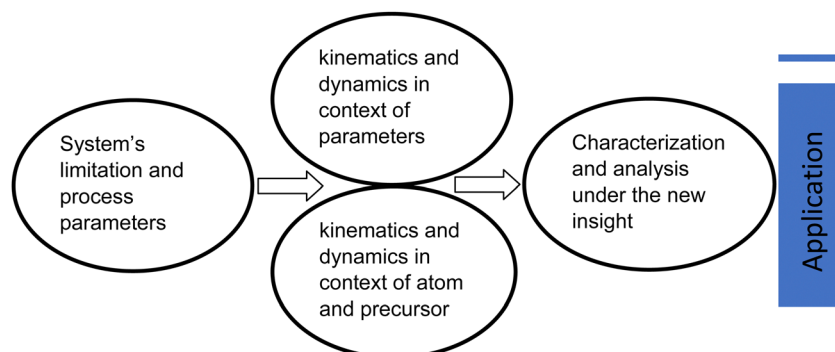 System's
limitation and
process
parameters
kinematics and
dynamics in
context of
parameters
kinematics and
dynamics in
context of atom
and precursor
Characterization
and analysis
under the new
insight
Application